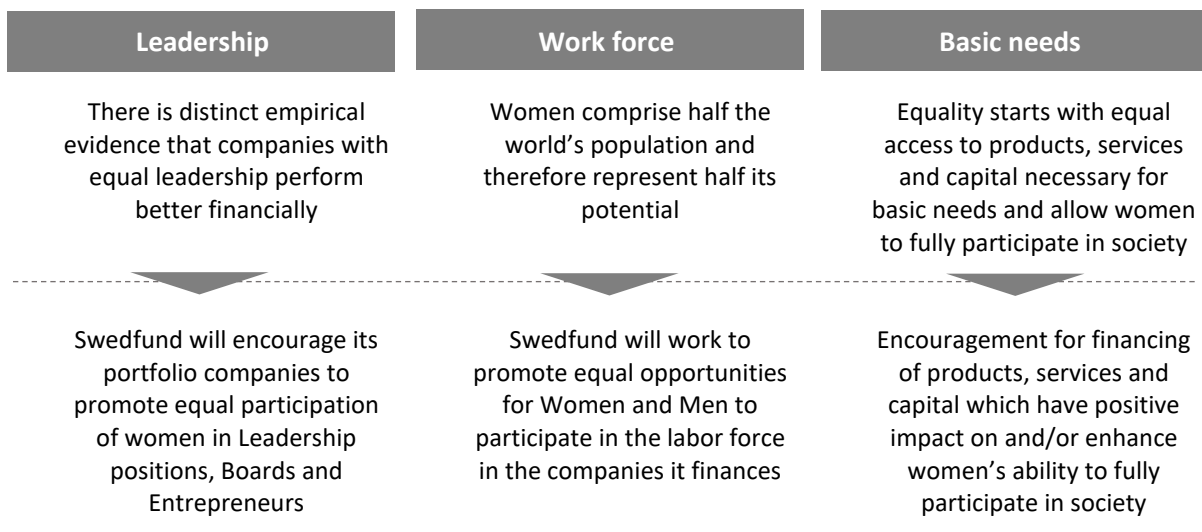 Leadership
There is distinct empirical
evidence that companies with
equal leadership perform
better financially
Swedfund will encourage its
portfolio companies to
promote equal participation
of women in Leadership
positions, Boards and
Entrepreneurs
Work force
Women comprise half the
world’s population and
therefore represent half its
potential
Swedfund will work to
promote equal opportunities
for Women and Men to
participate in the labor force
in the companies it finances
Basic needs
Equality starts with equal
access to products, services
and capital necessary for
basic needs and allow women
to fully participate in society
Encouragement for financing
of products, services and
capital which have positive
impact on and/or enhance
women’s ability to fully
participate in society